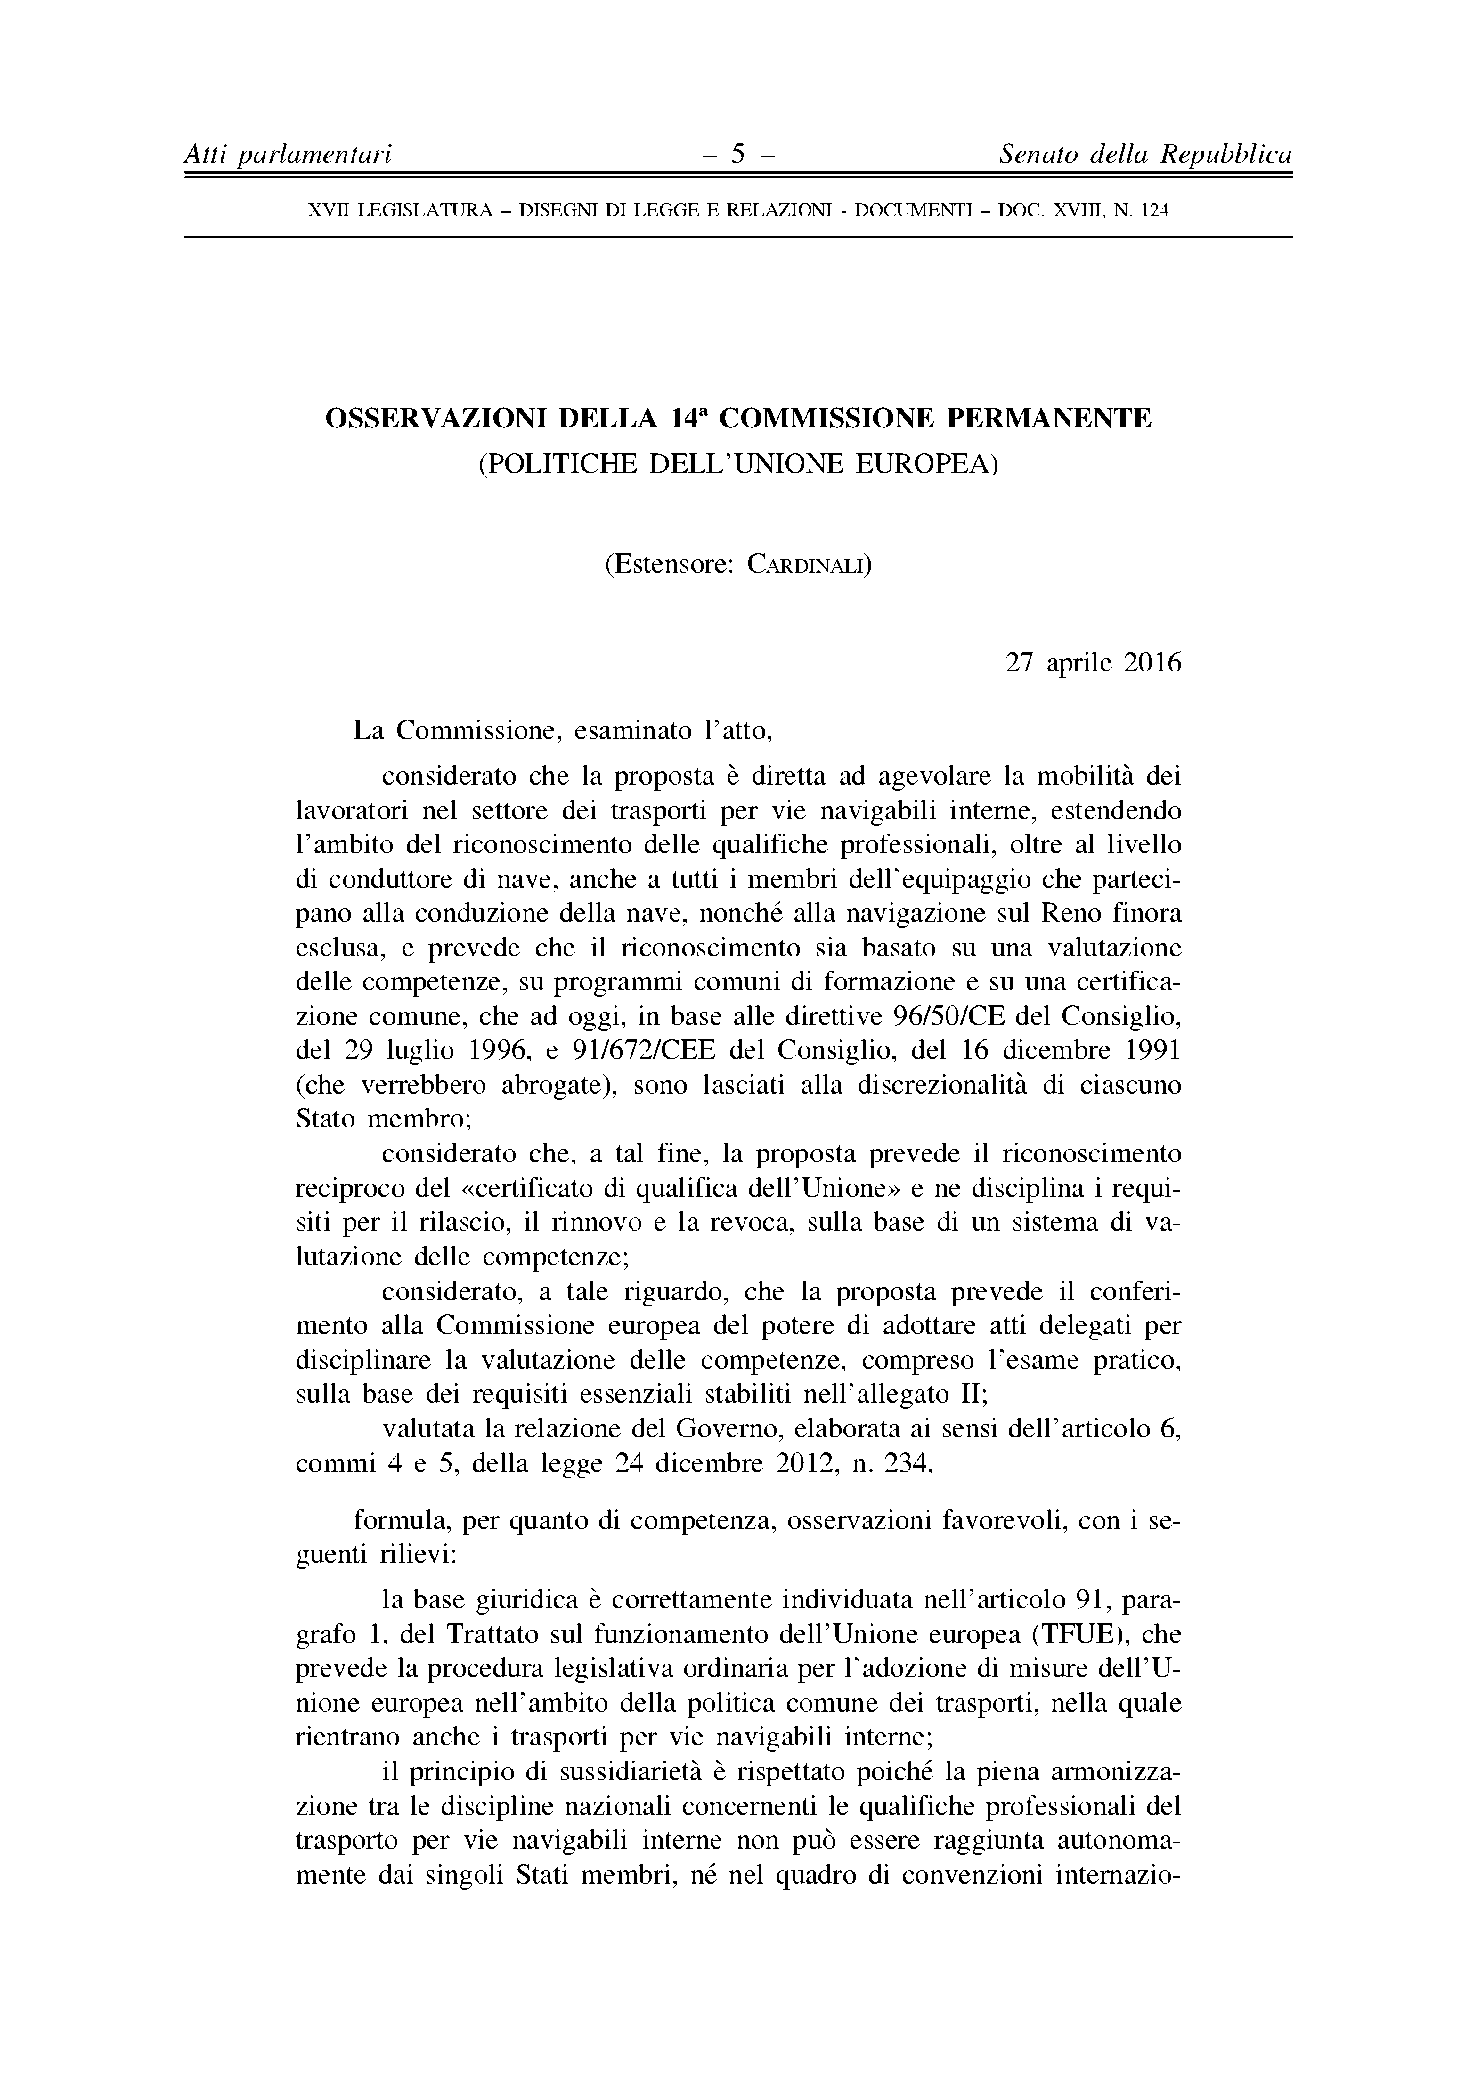 Atti parlamentari – 5 – Senato della Repubblica
XVII LEGISLATURA – DISEGNI DI LEGGE E RELAZIONI - DOCUMENTI – DOC. XVIII, N. 124
OSSERVAZIONI DELLA 14ª COMMISSIONE PERMANENTE
(POLITICHE DELL'UNIONE EUROPEA)
(Estensore: CARDINALI)
27 aprile 2016
La Commissione, esaminato l'atto,
considerato che la proposta è diretta ad agevolare la mobilità dei
lavoratori nel settore dei trasporti per vie navigabili interne, estendendo
l'ambito del riconoscimento delle qualifiche professionali, oltre al livello
di conduttore di nave, anche a tutti i membri dell'equipaggio che parteci-
pano alla conduzione della nave, nonché alla navigazione sul Reno finora
esclusa, e prevede che il riconoscimento sia basato su una valutazione
delle competenze, su programmi comuni di formazione e su una certifica-
zione comune, che ad oggi, in base alle direttive 96/50/CE del Consiglio,
del 29 luglio 1996, e 91/672/CEE del Consiglio, del 16 dicembre 1991
(che verrebbero abrogate), sono lasciati alla discrezionalità di ciascuno
Stato membro;
considerato che, a tal fine, la proposta prevede il riconoscimento
reciproco del «certificato di qualifica dell'Unione» e ne disciplina i requi-
siti per il rilascio, il rinnovo e la revoca, sulla base di un sistema di va-
lutazione delle competenze;
considerato, a tale riguardo, che la proposta prevede il conferi-
mento alla Commissione europea del potere di adottare atti delegati per
disciplinare la valutazione delle competenze, compreso l'esame pratico,
sulla base dei requisiti essenziali stabiliti nell'allegato II;
valutata la relazione del Governo, elaborata ai sensi dell'articolo 6,
commi 4 e 5, della legge 24 dicembre 2012, n. 234,
formula, per quanto di competenza, osservazioni favorevoli, con i se-
guenti rilievi:
la base giuridica è correttamente individuata nell'articolo 91, para-
grafo 1, del Trattato sul funzionamento dell'Unione europea (TFUE), che
prevede la procedura legislativa ordinaria per l'adozione di misure dell'U-
nione europea nell'ambito della politica comune dei trasporti, nella quale
rientrano anche i trasporti per vie navigabili interne;
il principio di sussidiarietà è rispettato poiché la piena armonizza-
zione tra le discipline nazionali concernenti le qualifiche professionali del
trasporto per vie navigabili interne non può essere raggiunta autonoma-
mente dai singoli Stati membri, né nel quadro di convenzioni internazio-